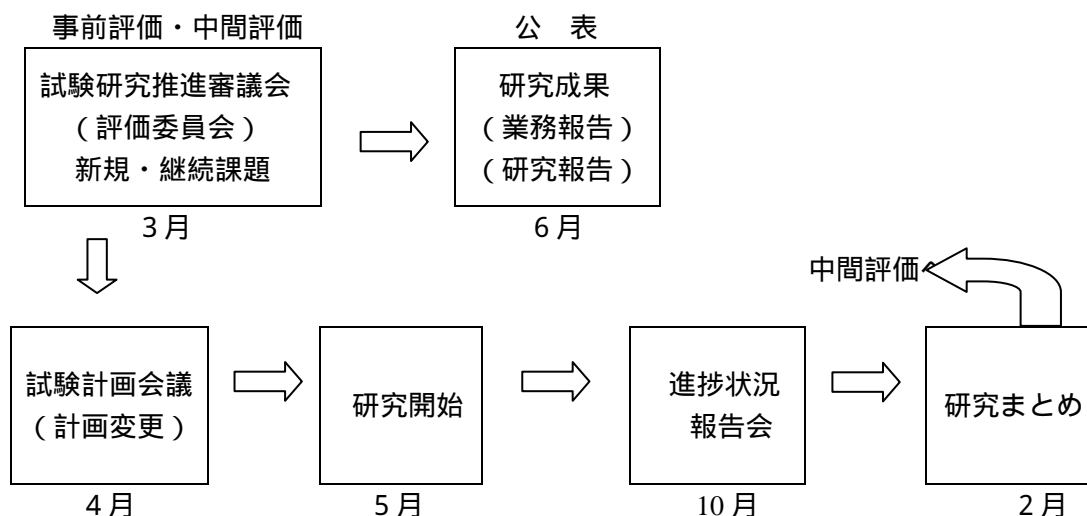 事前評価・中間評価
公 表
試験研究推進審議会
（評価委員会）
新規・継続課題
研究成果
（業務報告）
（研究報告）
3月
6月
中間評価へ
試験計画会議
（計画変更）
研究開始
進捗状況
報告会
研究まとめ
4月
5月
10月
2月